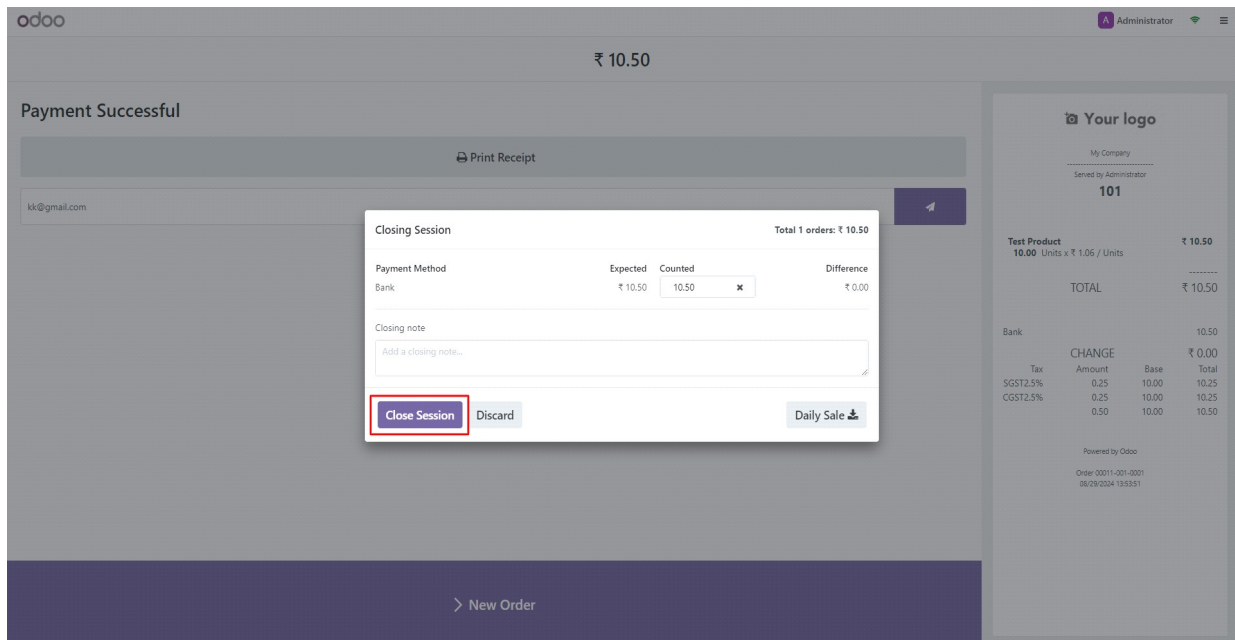 odoo
A Administrator
₹ 10.50
Payment Successful
Print Receipt
kk@gmail.com
Closing Session Total 1 orders: ₹ 10.50
Payment Method Expected Counted Difference
Bank ₹ 10.50 10.50 ₹ 0.00
Closing note
Add a closing note...
Close Session Discard Daily Sale
New Order
Your logo
My Company
Served by Administrator
101
Test Product ₹ 10.50
10.00 Units x ₹ 1.05 / Units
--------
TOTAL ₹ 10.50
Bank 10.50
CHANGE ₹ 0.00
Tax Amount Base Total
SGST2.5% 0.25 10.00 10.25
CGST2.5% 0.25 10.00 10.25
0.50 10.00 10.50
Powered by Odoo
Order 00011-001-0001
08/29/2024 13:53:51